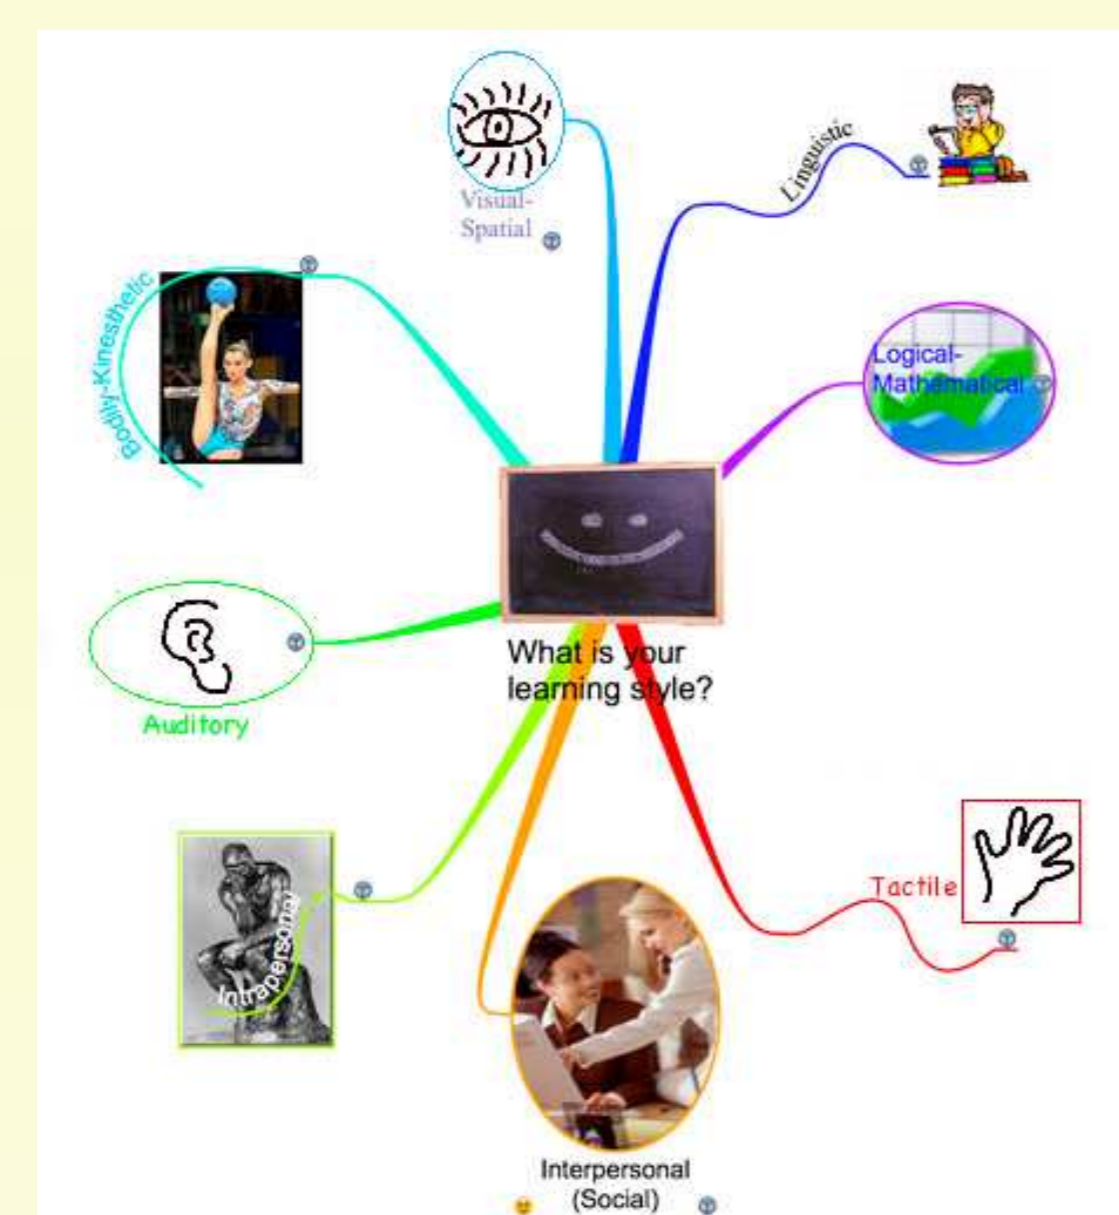 Visual-
Spatial
Linguistic
Bodily-Kinesthetic
Logical-
Mathematical
What is your
learning style?
Auditory
Tactile
Intrapersonal
Interpersonal
(Social)